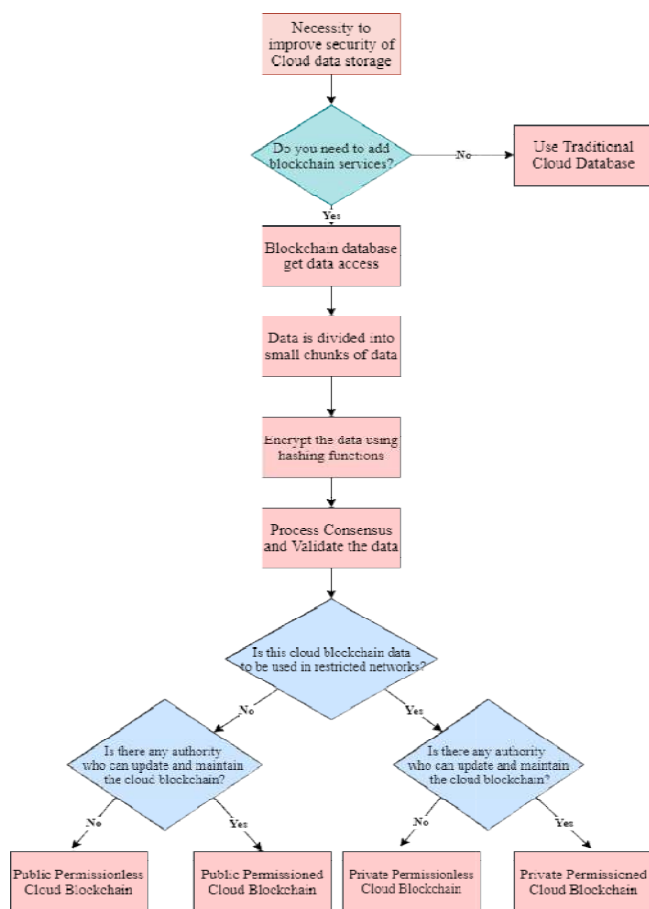 Necessity to
improve security of
Cloud data storage
Do you need to add
blockchain services?
No
Use Traditional
Cloud Database
Yes
Blockchain database
get data access
Data is divided into
small chunks of data
Encrypt the data using
hashing functions
Process Consensus
and Validate the data
Is this cloud blockchain data
to be used in restricted networks?
No
Yes
Is there any authority
who can update and maintain
the cloud blockchain?
Is there any authority
who can update and maintain
the cloud blockchain?
No
Yes
No
Yes
Public Permissionless
Cloud Blockchain
Public Permissioned
Cloud Blockchain
Private Permissionless
Cloud Blockchain
Private Permissioned
Cloud Blockchain